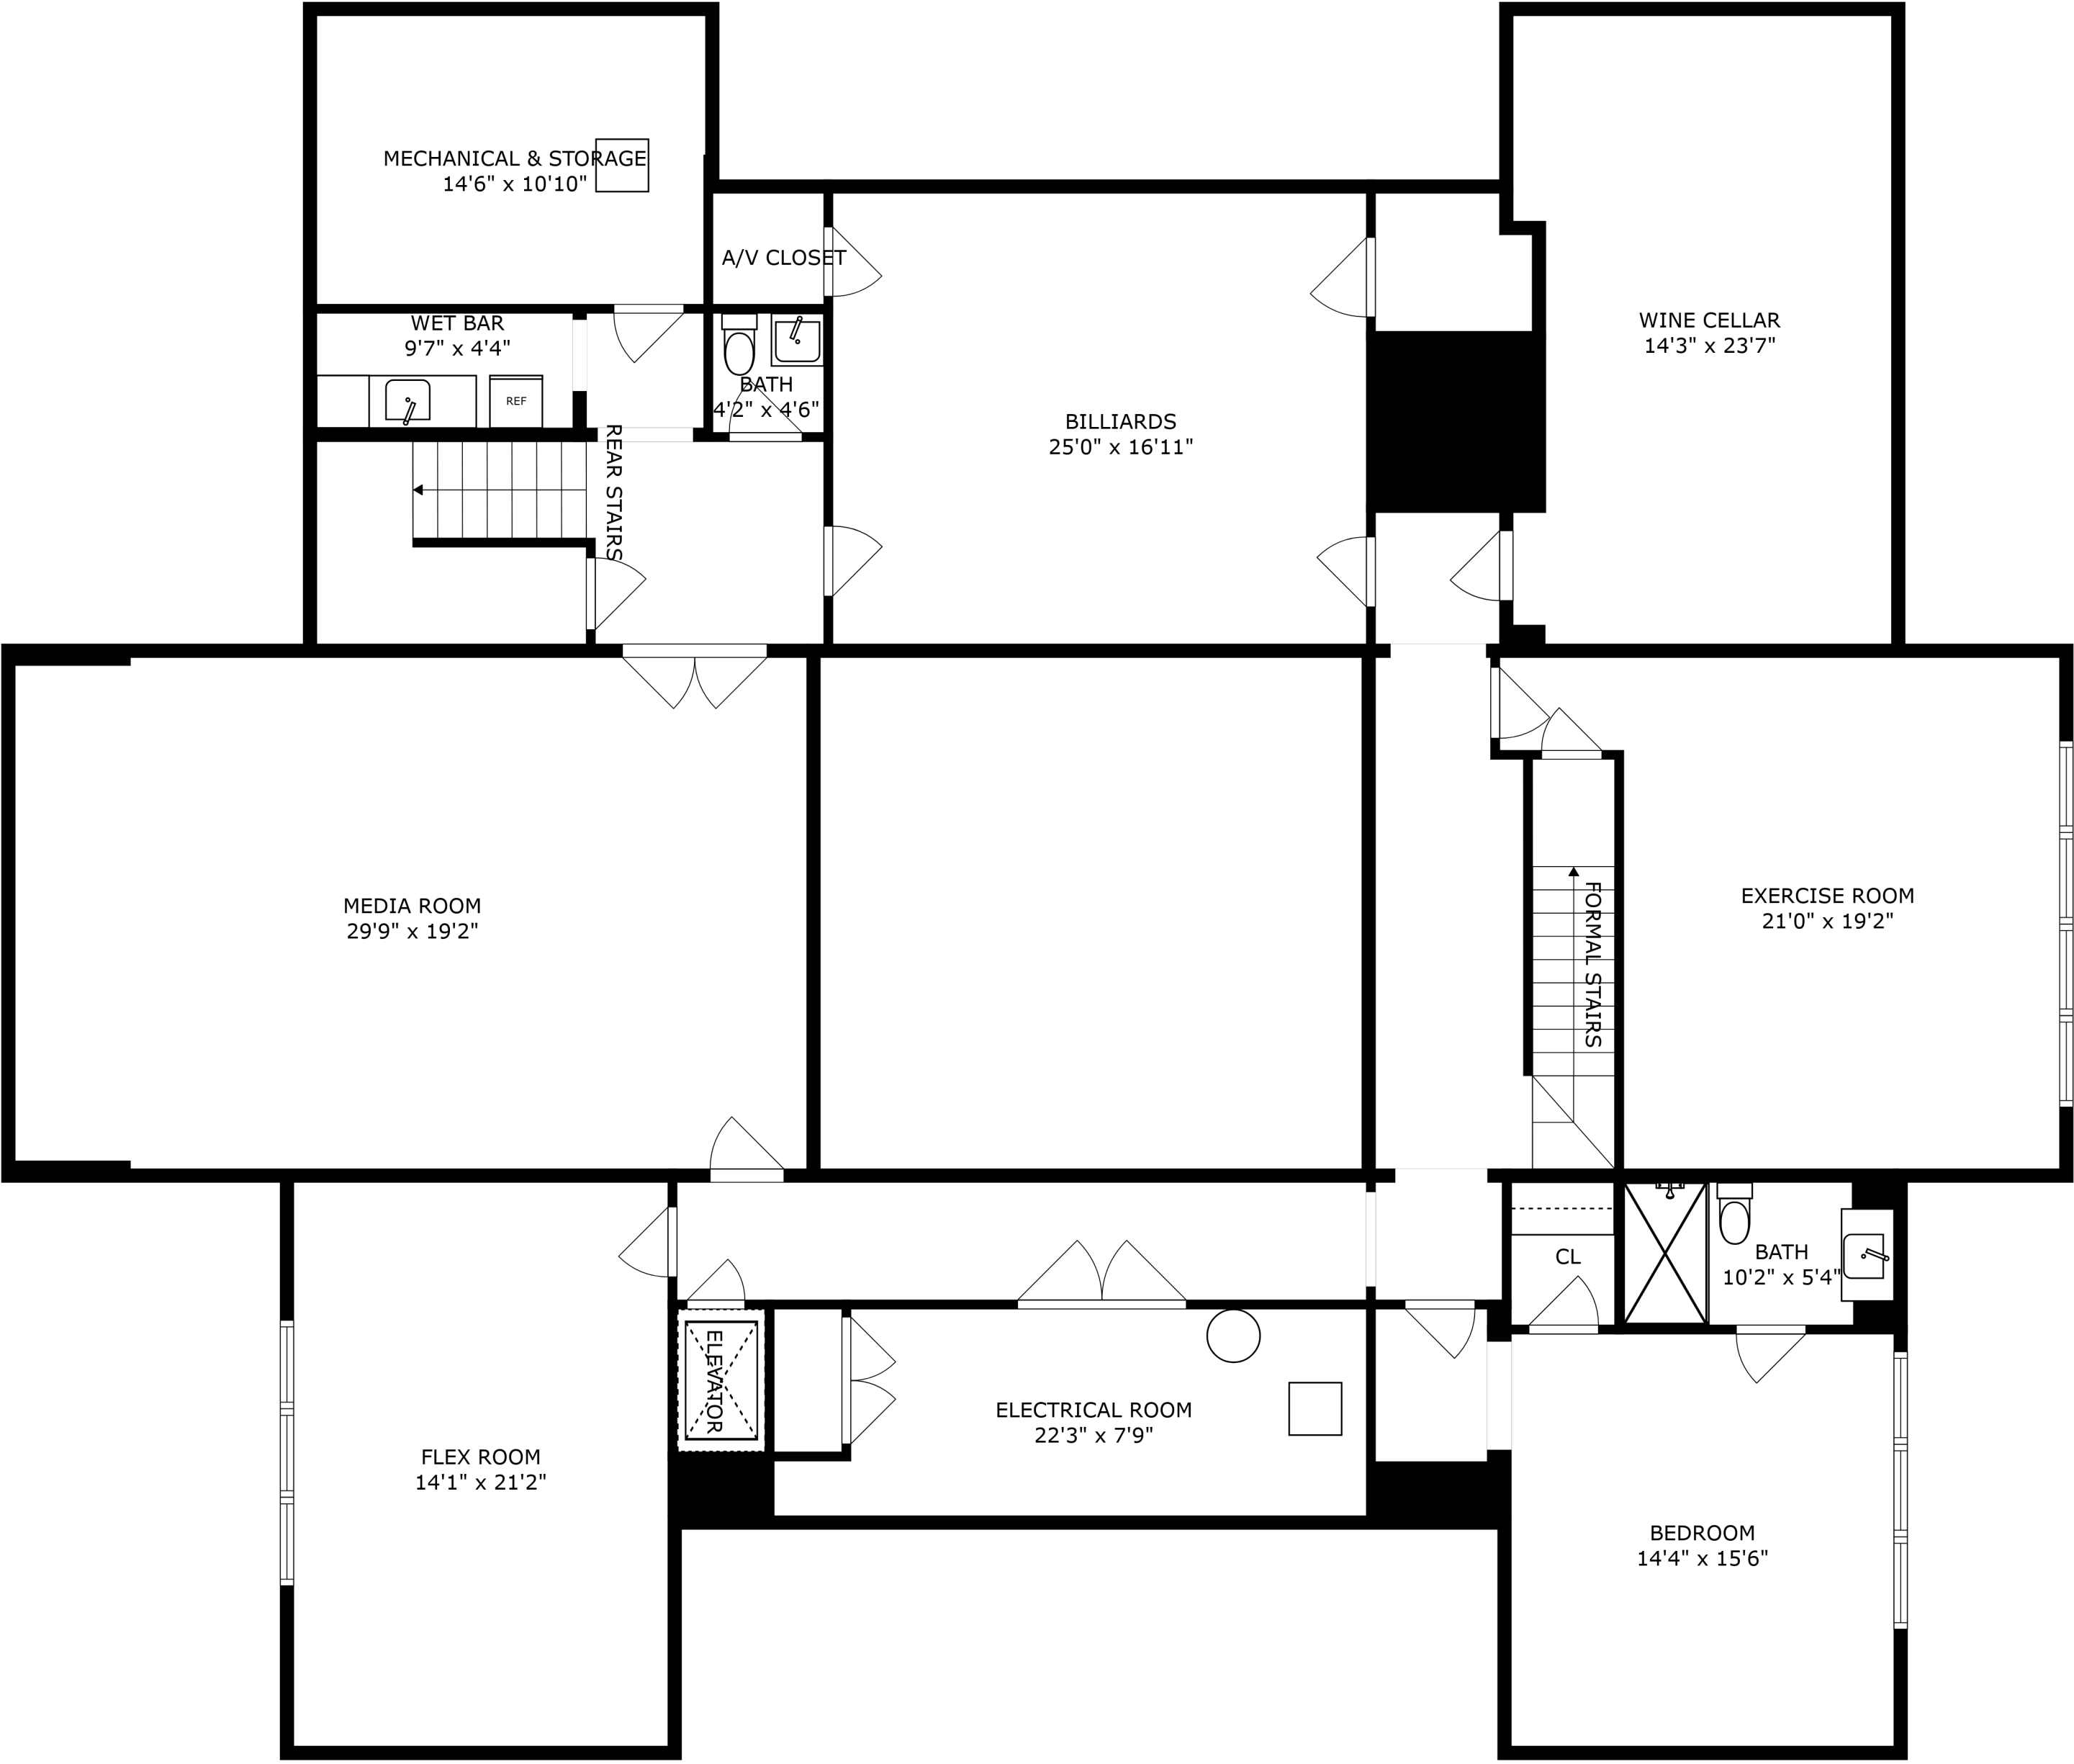 MECHANICAL & STORAGE
14'6" x 10'10"
A/V CLOSET
WET BAR
9'7" x 4'4"
REF
BATH
4'2" x 4'6"
REAR STAIRS
BILLIARDS
25'0" x 16'11"
WINE CELLAR
14'3" x 23'7"
MEDIA ROOM
29'9" x 19'2"
FORMAL STAIRS
EXERCISE ROOM
21'0" x 19'2"
CL
BATH
10'2" x 5'4"
ELEVATOR
ELECTRICAL ROOM
22'3" x 7'9"
FLEX ROOM
14'1" x 21'2"
BEDROOM
14'4" x 15'6"